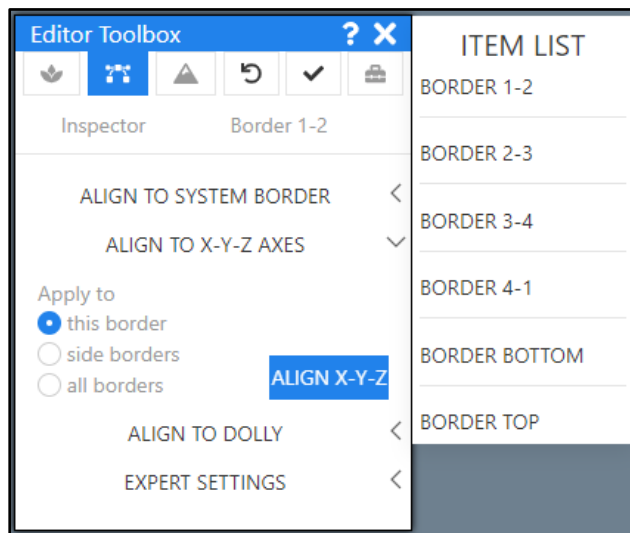 Editor Toolbox ?
Inspector Border 1-2
ALIGN TO SYSTEM BORDER
ALIGN TO X-Y-Z AXES
Apply to
this border
side borders
all borders
ALIGN X-Y-Z
ALIGN TO DOLLY
EXPERT SETTINGS
ITEM LIST
BORDER 1-2
BORDER 2-3
BORDER 3-4
BORDER 4-1
BORDER BOTTOM
BORDER TOP